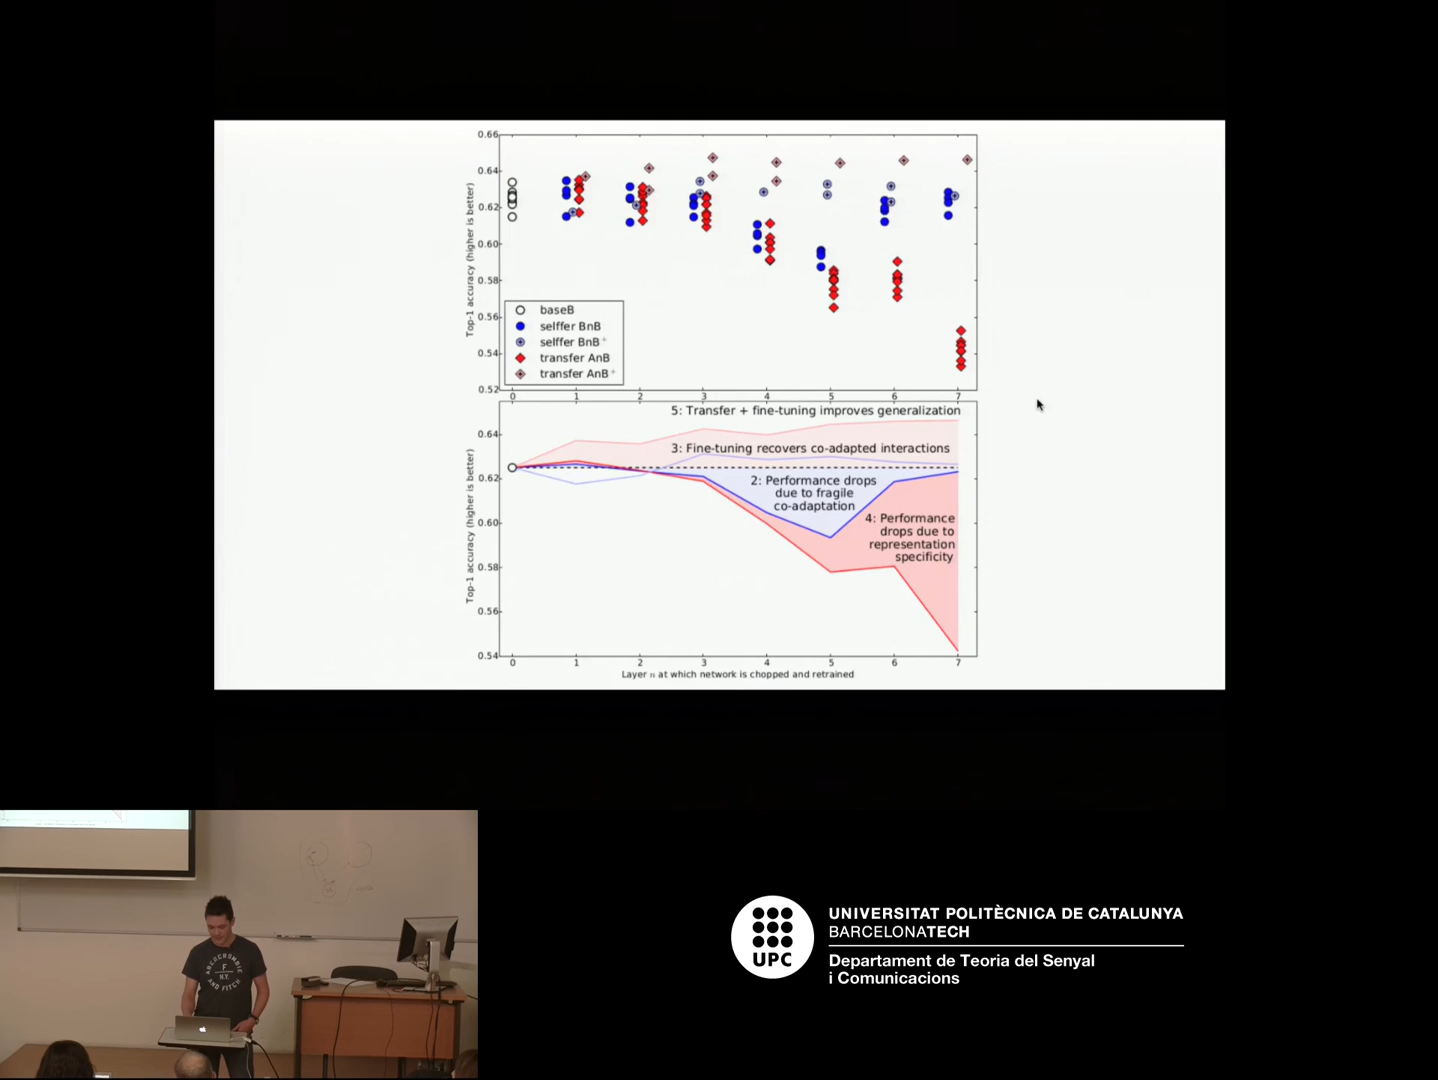 0.66
0.64
0.62
0.60
0.58
0.56
0.54
0.52
Top-1 accuracy (higher is better)
baseB
selffer BnB
selffer BnB+
transfer AnB
transfer AnB+
0 1 2 3 4 5 6 7
5: Transfer + fine-tuning improves generalization
3: Fine-tuning recovers co-adapted interactions
2: Performance drops
due to fragile
co-adaptation
4: Performance
drops due to
representation
specificity
0.64
0.62
0.60
0.58
0.56
0.54
Top-1 accuracy (higher is better)
0 1 2 3 4 5 6 7
Layer n at which network is chopped and retrained
ABERCROMBIE
F
N.Y.
AND FITCH
UPC
UNIVERSITAT POLITÈCNICA DE CATALUNYA
BARCELONATECH
Departament de Teoria del Senyal
i Comunicacions